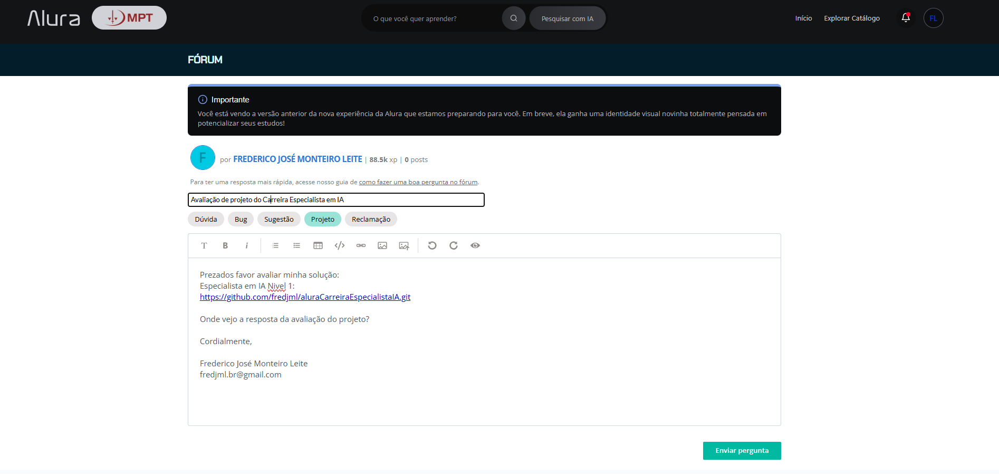 Alura MPT O que você quer aprender? Pesquisar com IA Início Explorar Catálogo FL
FÓRUM
Importante
Você está vendo a versão anterior da nova experiência da Alura que estamos preparando para você. Em breve, ela ganha uma identidade visual novinha totalmente pensada em
potencializar seus estudos!
F por FREDERICO JOSÉ MONTEIRO LEITE | 88.5k xp | 0 posts
Para ter uma resposta mais rápida, acesse nosso guia de como fazer uma boa pergunta no fórum.
Avaliação de projeto do Carreira Especialista em IA
Dúvida Bug Sugestão Projeto Reclamação
T B i
Prezados favor avaliar minha solução:
Especialista em IA Nivel 1:
https://github.com/fredjml/aluraCarreiraEspecialistaIA.git
Onde vejo a resposta da avaliação do projeto?
Cordialmente,
Frederico José Monteiro Leite
fredjml.br@gmail.com
Enviar pergunta